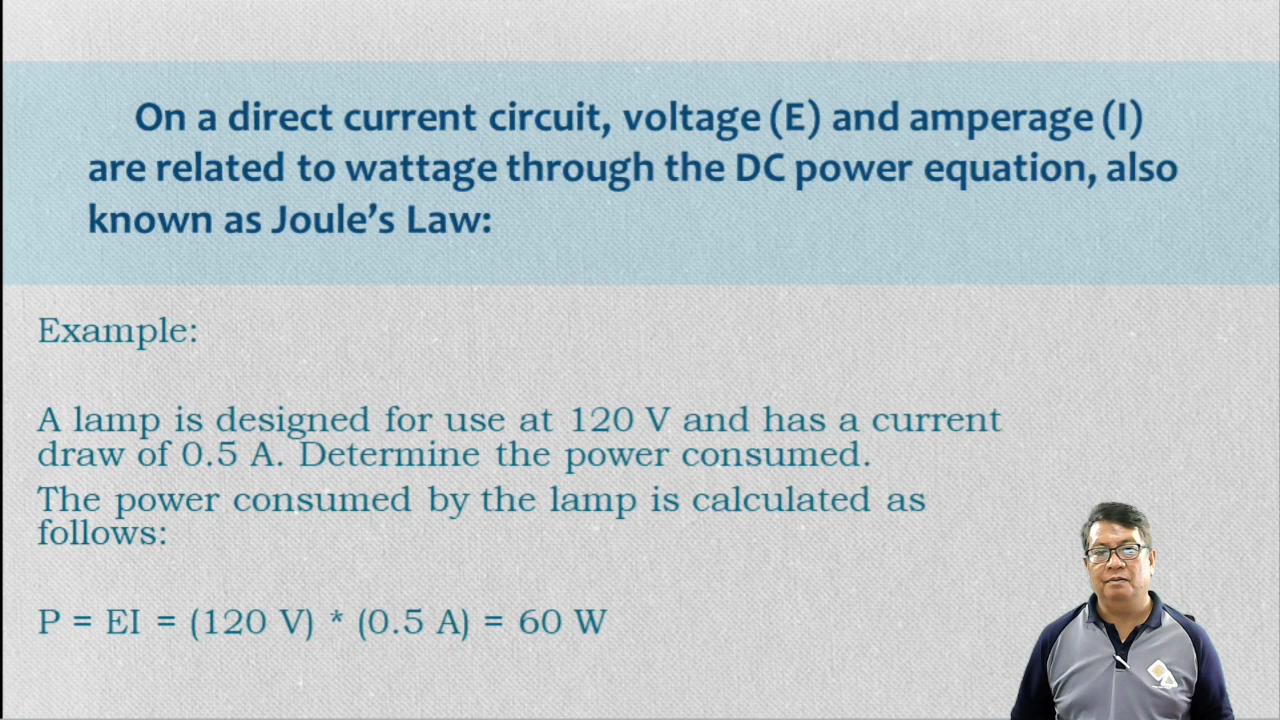 On a direct current circuit, voltage (E) and amperage (I)
are related to wattage through the DC power equation, also
known as Joule's Law:
Example:
A lamp is designed for use at 120 V and has a current
draw of 0.5 A. Determine the power consumed.
The power consumed by the lamp is calculated as
follows:
P = EI = (120 V) * (0.5 A) = 60 W